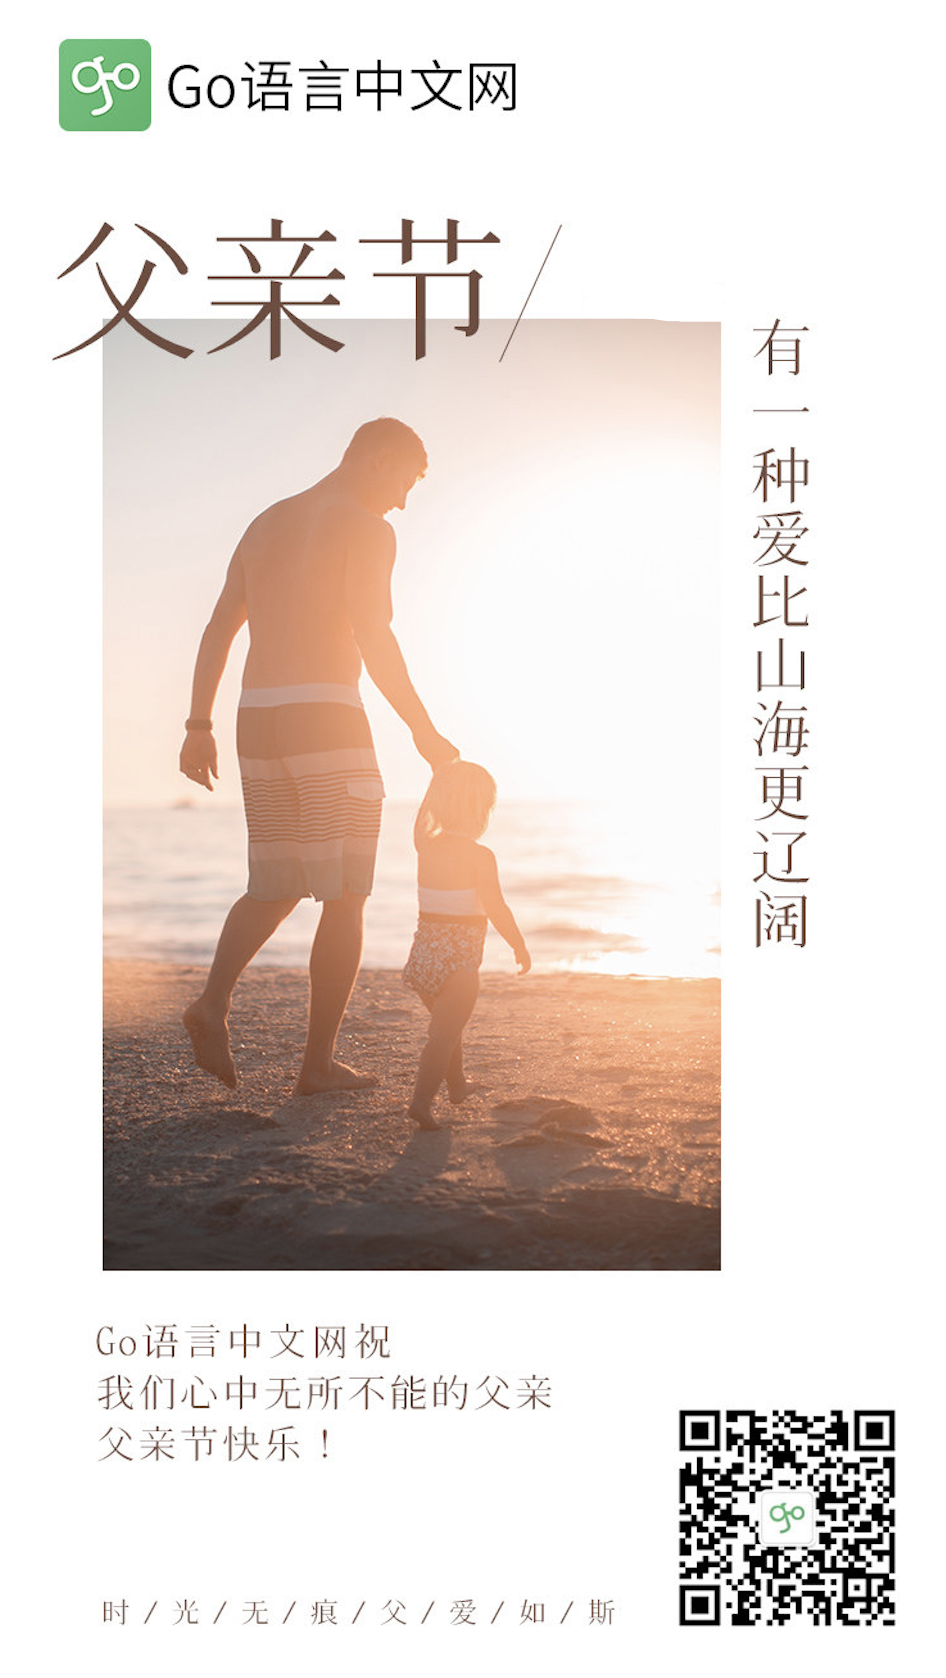 go Go语言中文网
父亲节/
有一种爱比山海更辽阔
Go语言中文网祝
我们心中无所不能的父亲
父亲节快乐！
时/光/无/痕/父/爱/如/斯
go